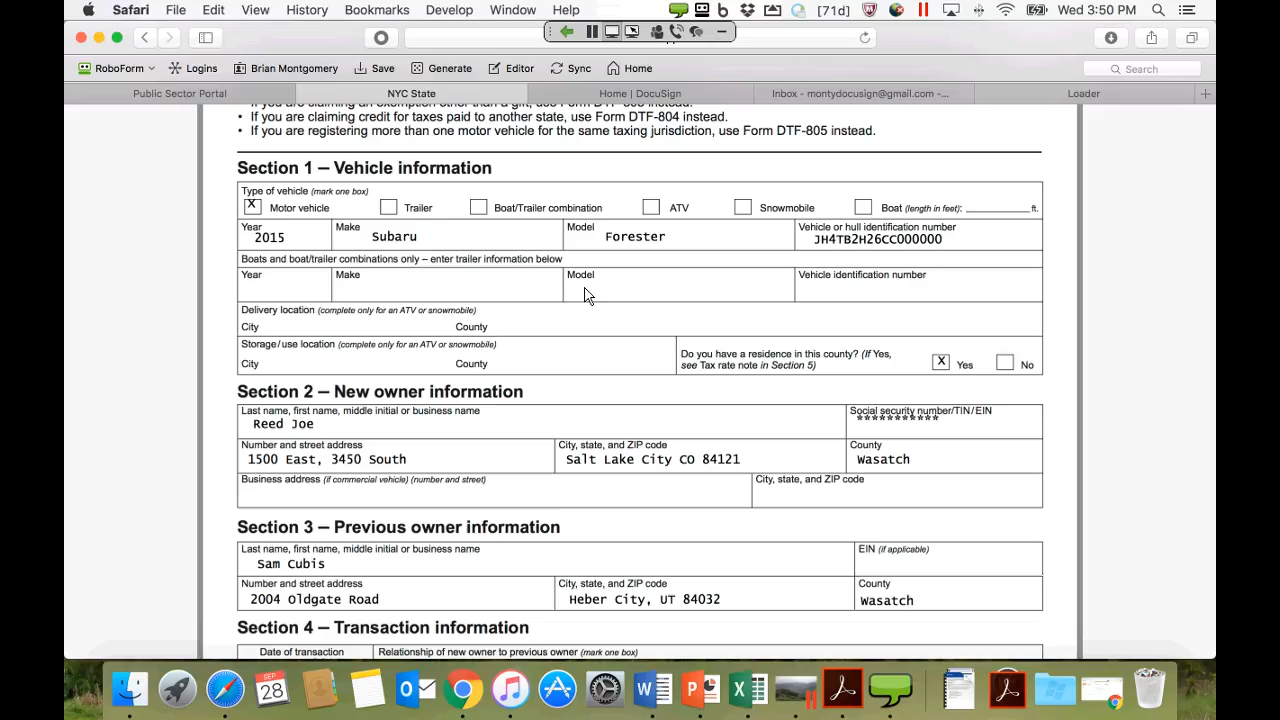 Safari File Edit View History Bookmarks Develop Window Help [71d] Wed 3:50 PM
RoboForm Logins Brian Montgomery Save Generate Editor Sync Home Search
Public Sector Portal NYC State Home | DocuSign Inbox - montydocusign@gmail.com -... Loader
• If you are claiming credit for taxes paid to another state, use Form DTF-804 instead.
• If you are registering more than one motor vehicle for the same taxing jurisdiction, use Form DTF-805 instead.
Section 1 – Vehicle information
Type of vehicle (mark one box)
X Motor vehicle Trailer Boat/Trailer combination ATV Snowmobile Boat (length in feet): ft.
Year Make Model Vehicle or hull identification number
2015 Subaru Forester JH4TB2H26CC000000
Boats and boat/trailer combinations only – enter trailer information below
Year Make Model Vehicle identification number
Delivery location (complete only for an ATV or snowmobile)
City County
Storage/use location (complete only for an ATV or snowmobile)
City County
Do you have a residence in this county? (If Yes,
see Tax rate note in Section 5) X Yes No
Section 2 – New owner information
Last name, first name, middle initial or business name Social security number/TIN/EIN
Reed Joe ***********
Number and street address City, state, and ZIP code County
1500 East, 3450 South Salt Lake City CO 84121 Wasatch
Business address (if commercial vehicle) (number and street) City, state, and ZIP code
Section 3 – Previous owner information
Last name, first name, middle initial or business name EIN (if applicable)
Sam Cubis
Number and street address City, state, and ZIP code County
2004 Oldgate Road Heber City, UT 84032 Wasatch
Section 4 – Transaction information
Date of transaction Relationship of new owner to previous owner (mark one box)
SEP
28